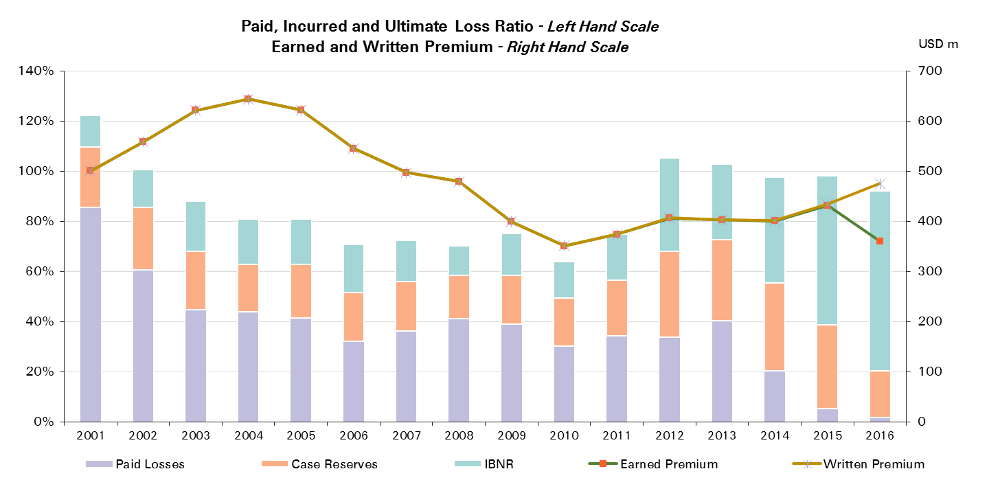 Paid, Incurred and Ultimate Loss Ratio - Left Hand Scale
Earned and Written Premium - Right Hand Scale
USD m
140% 700
120% 600
100% 500
80% 400
60% 300
40% 200
20% 100
0% 0
2001 2002 2003 2004 2005 2006 2007 2008 2009 2010 2011 2012 2013 2014 2015 2016
Paid Losses Case Reserves IBNR Earned Premium Written Premium